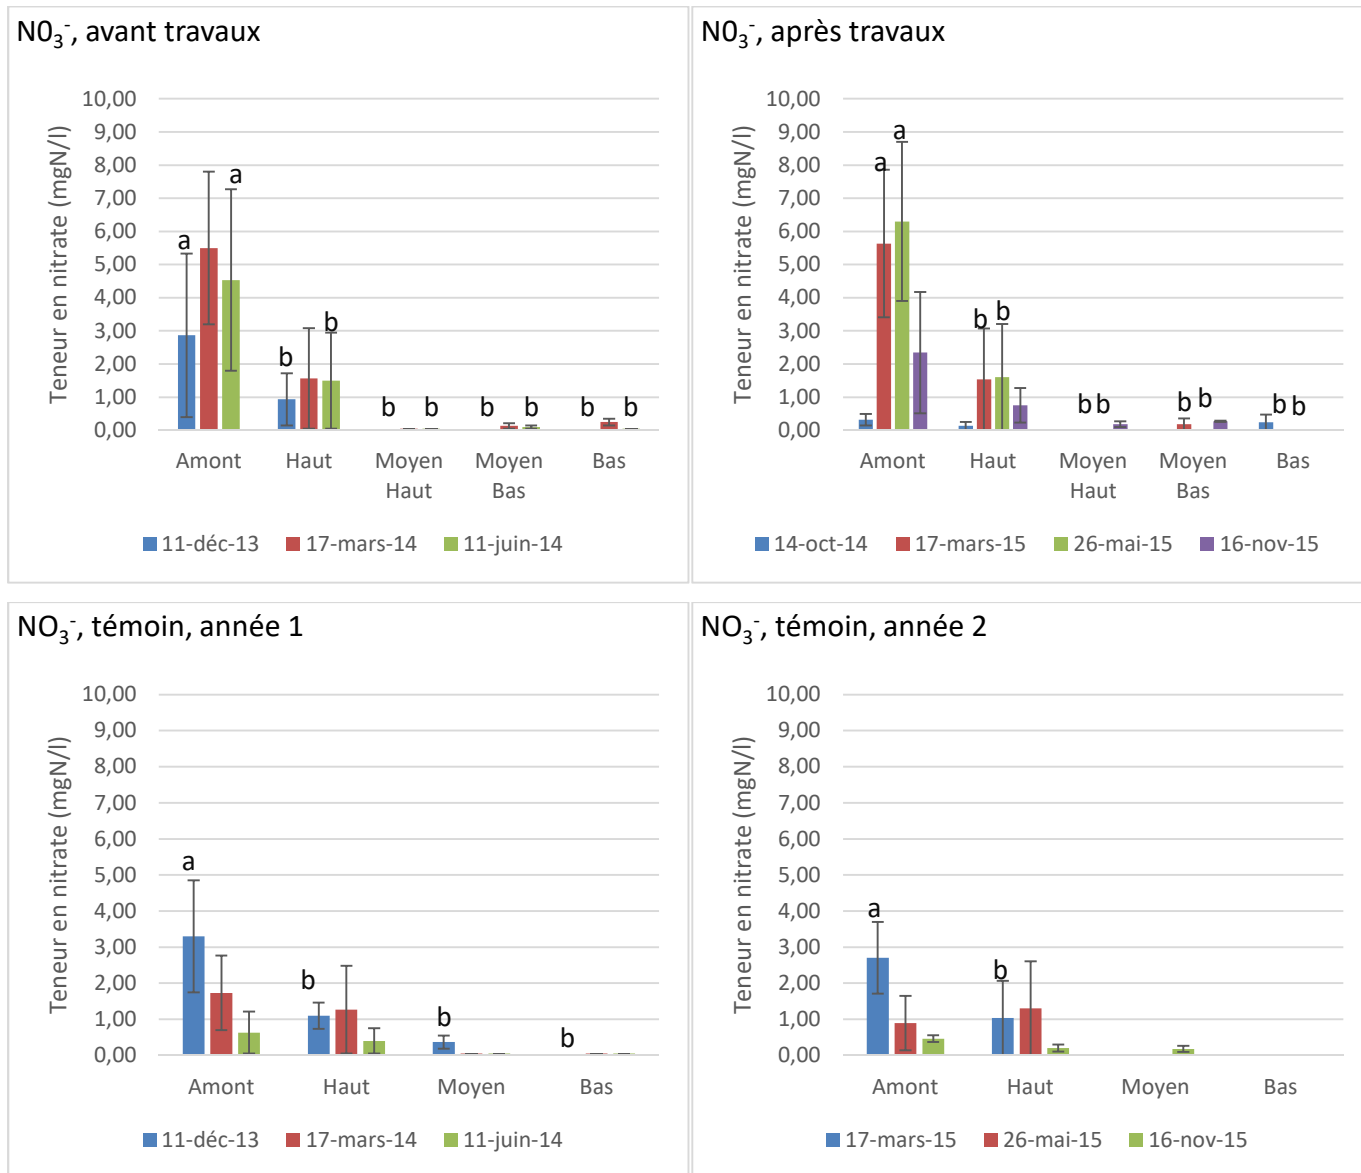 N0₃⁻, avant travaux
Teneur en nitrate (mgN/l)
10,00
9,00
8,00
7,00
6,00
5,00
4,00
3,00
2,00
1,00
0,00
a
a
b
b
b
b
b
b
b
b
Amont
Haut
Moyen Haut
Moyen Bas
Bas
11-déc-13
17-mars-14
11-juin-14
N0₃⁻, après travaux
Teneur en nitrate (mgN/l)
10,00
9,00
8,00
7,00
6,00
5,00
4,00
3,00
2,00
1,00
0,00
a
a
b
b
b
b
b
b
b
b
Amont
Haut
Moyen Haut
Moyen Bas
Bas
14-oct-14
17-mars-15
26-mai-15
16-nov-15
NO₃⁻, témoin, année 1
Teneur en nitrate (mgN/l)
10,00
9,00
8,00
7,00
6,00
5,00
4,00
3,00
2,00
1,00
0,00
a
b
b
b
Amont
Haut
Moyen
Bas
11-déc-13
17-mars-14
11-juin-14
NO₃⁻, témoin, année 2
Teneur en nitrate (mgN/l)
10,00
9,00
8,00
7,00
6,00
5,00
4,00
3,00
2,00
1,00
0,00
a
b
Amont
Haut
Moyen
Bas
17-mars-15
26-mai-15
16-nov-15